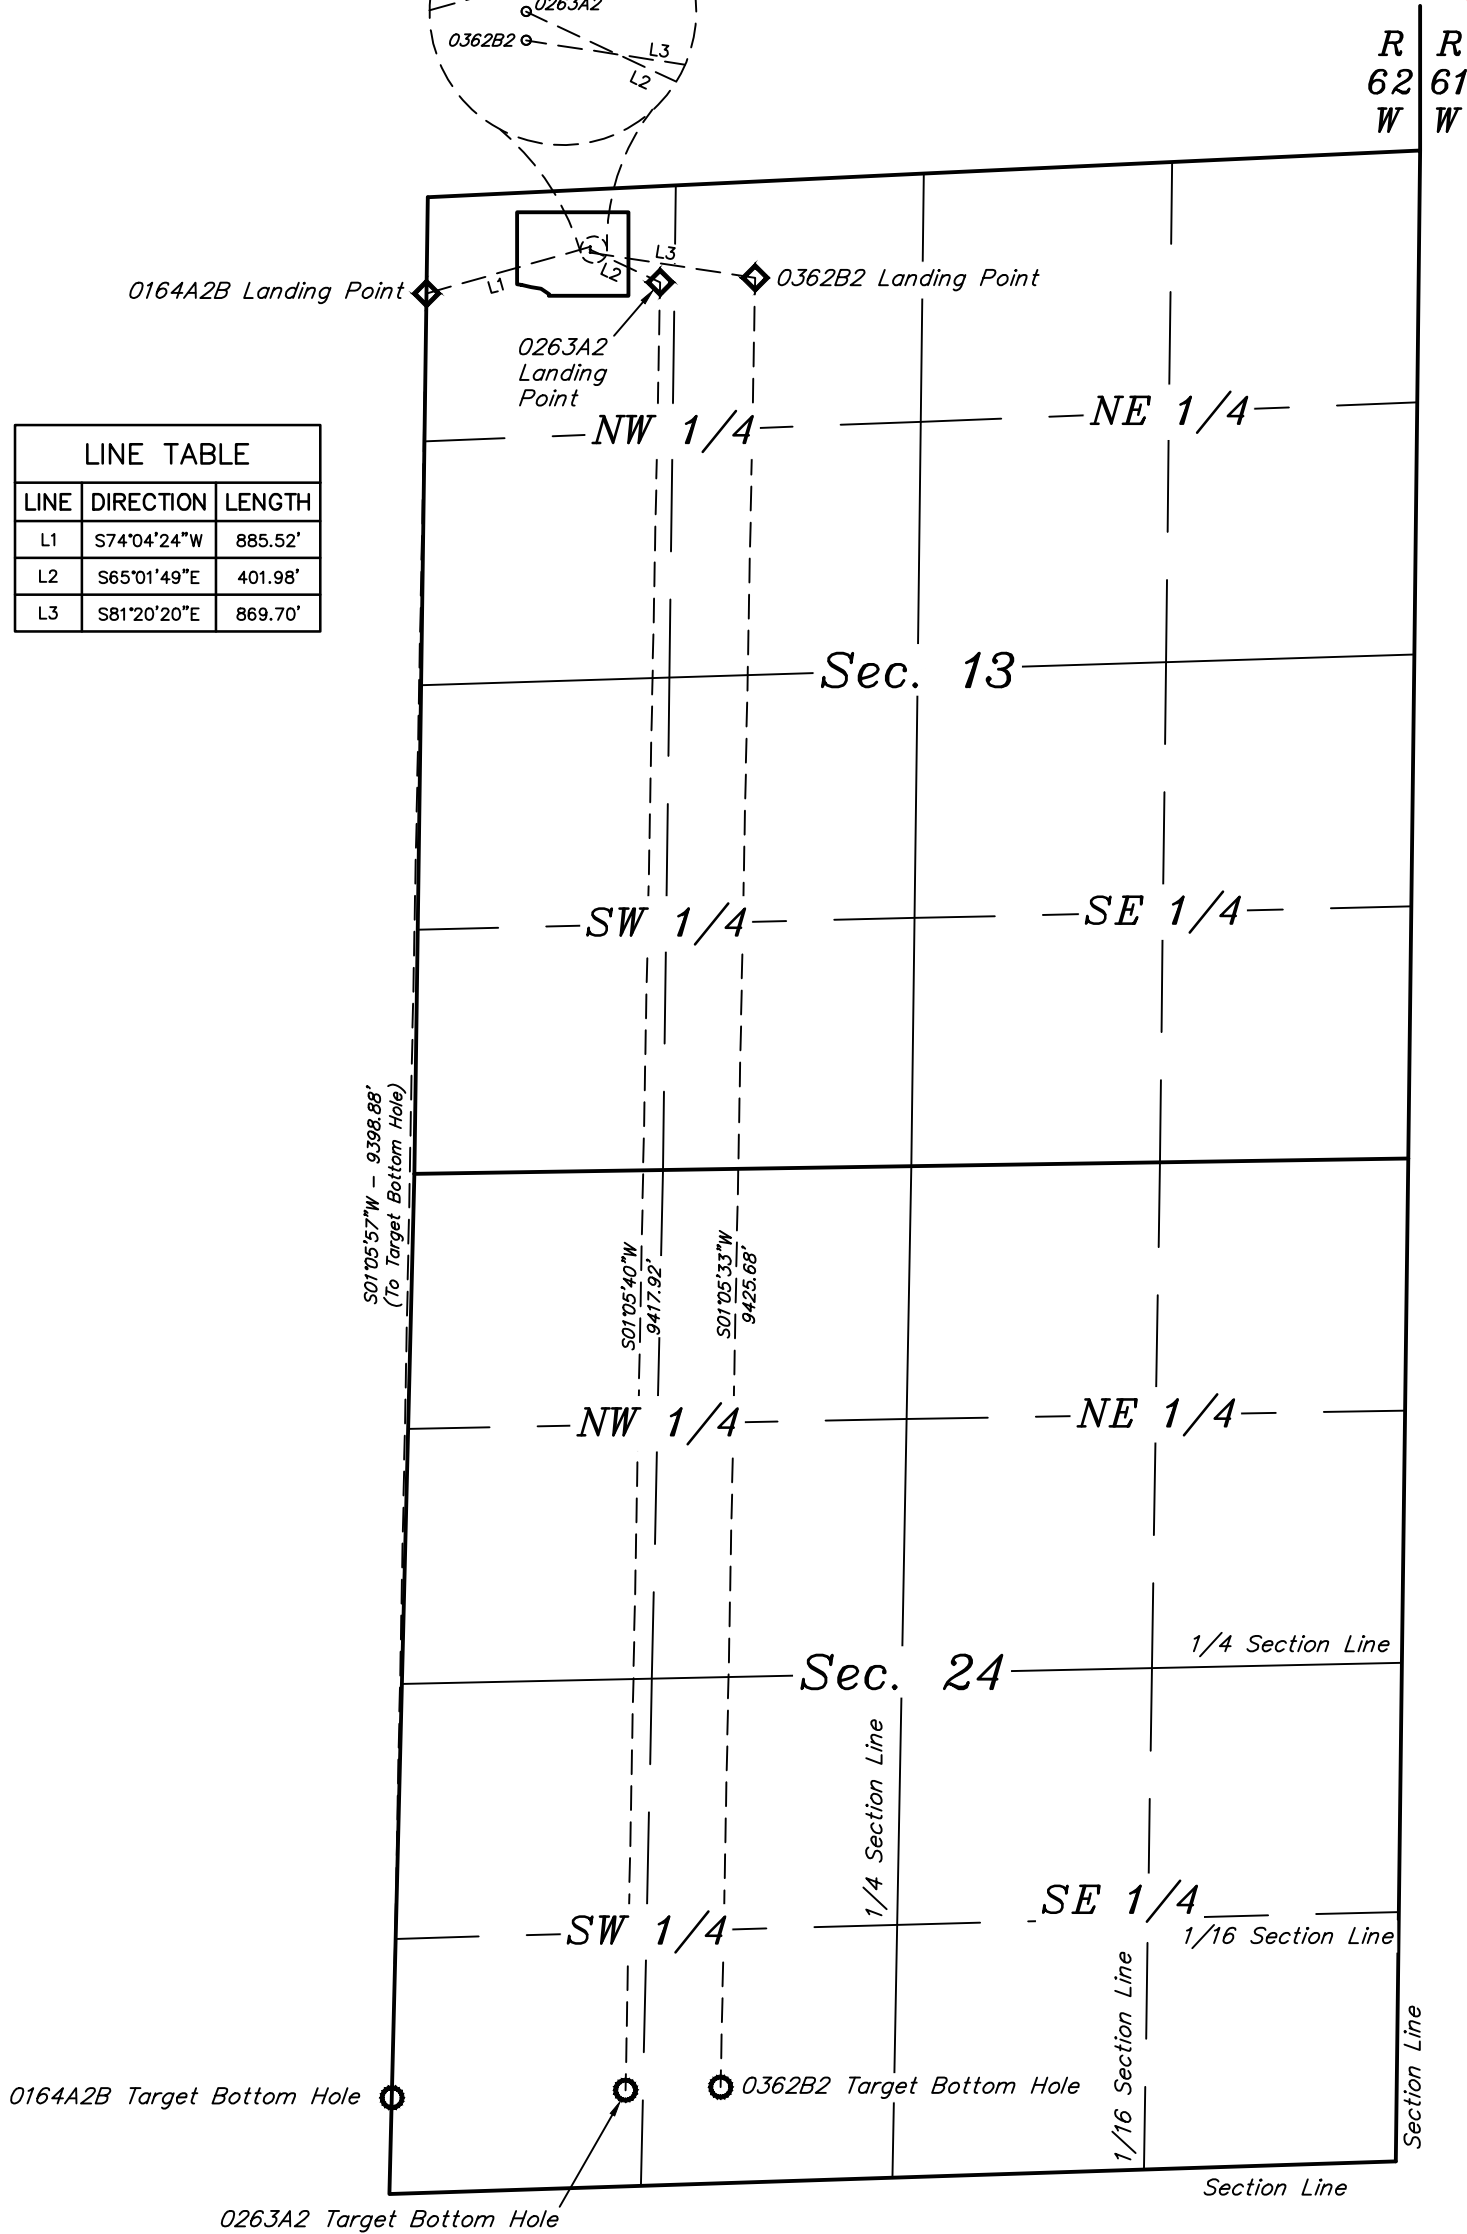 0263A2
0362B2
L3
L2
R R
62 61
W W
L3
L2
L1
0164A2B Landing Point
0362B2 Landing Point
0263A2
Landing
Point
NW 1/4
NE 1/4
LINE TABLE
LINE DIRECTION LENGTH
L1 S74°04'24"W 885.52'
L2 S65°01'49"E 401.98'
L3 S81°20'20"E 869.70'
Sec. 13
SW 1/4
SE 1/4
S01°05'57"W - 9398.88'
(To Target Bottom Hole)
S01°05'40"W
9417.92'
S01°05'33"W
9425.68'
NW 1/4
NE 1/4
1/4 Section Line
Sec. 24
1/4 Section Line
SE 1/4
SW 1/4
1/16 Section Line
1/16 Section Line
Section Line
0164A2B Target Bottom Hole
0362B2 Target Bottom Hole
Section Line
0263A2 Target Bottom Hole